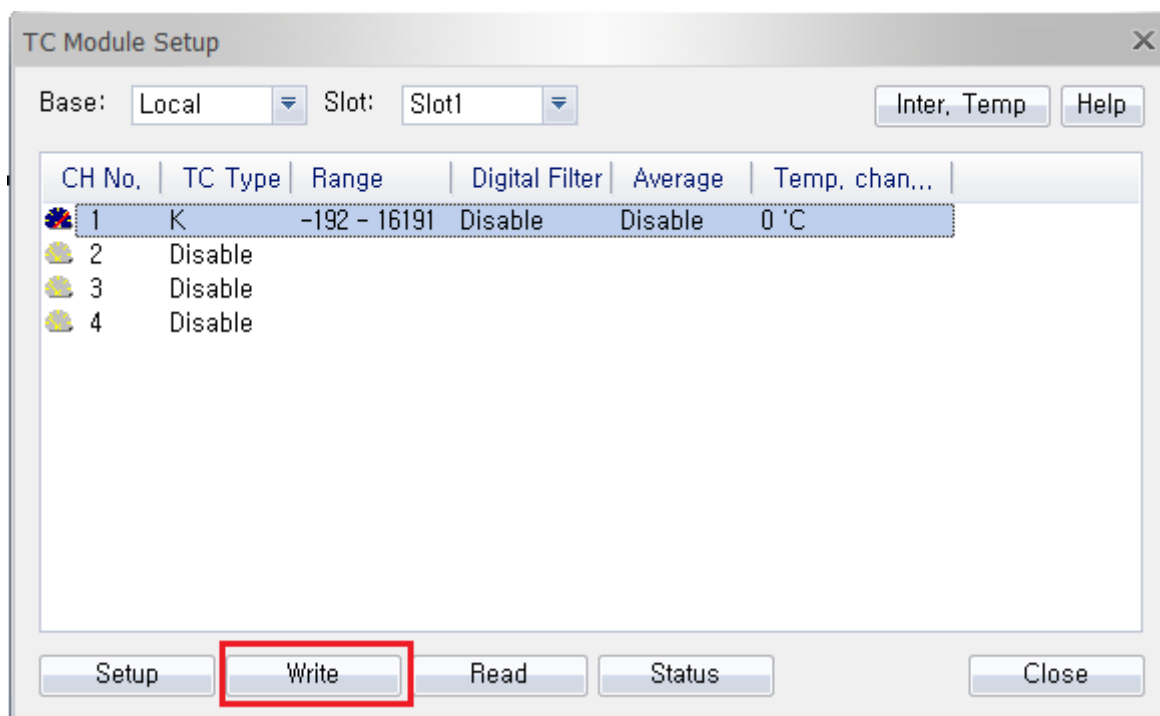 TC Module Setup
Base: Local Slot: Slot1 Inter, Temp Help
CH No, TC Type Range Digital Filter Average Temp, chan,,,
1 K -192 - 16191 Disable Disable 0 'C
2 Disable
3 Disable
4 Disable
Setup Write Read Status Close